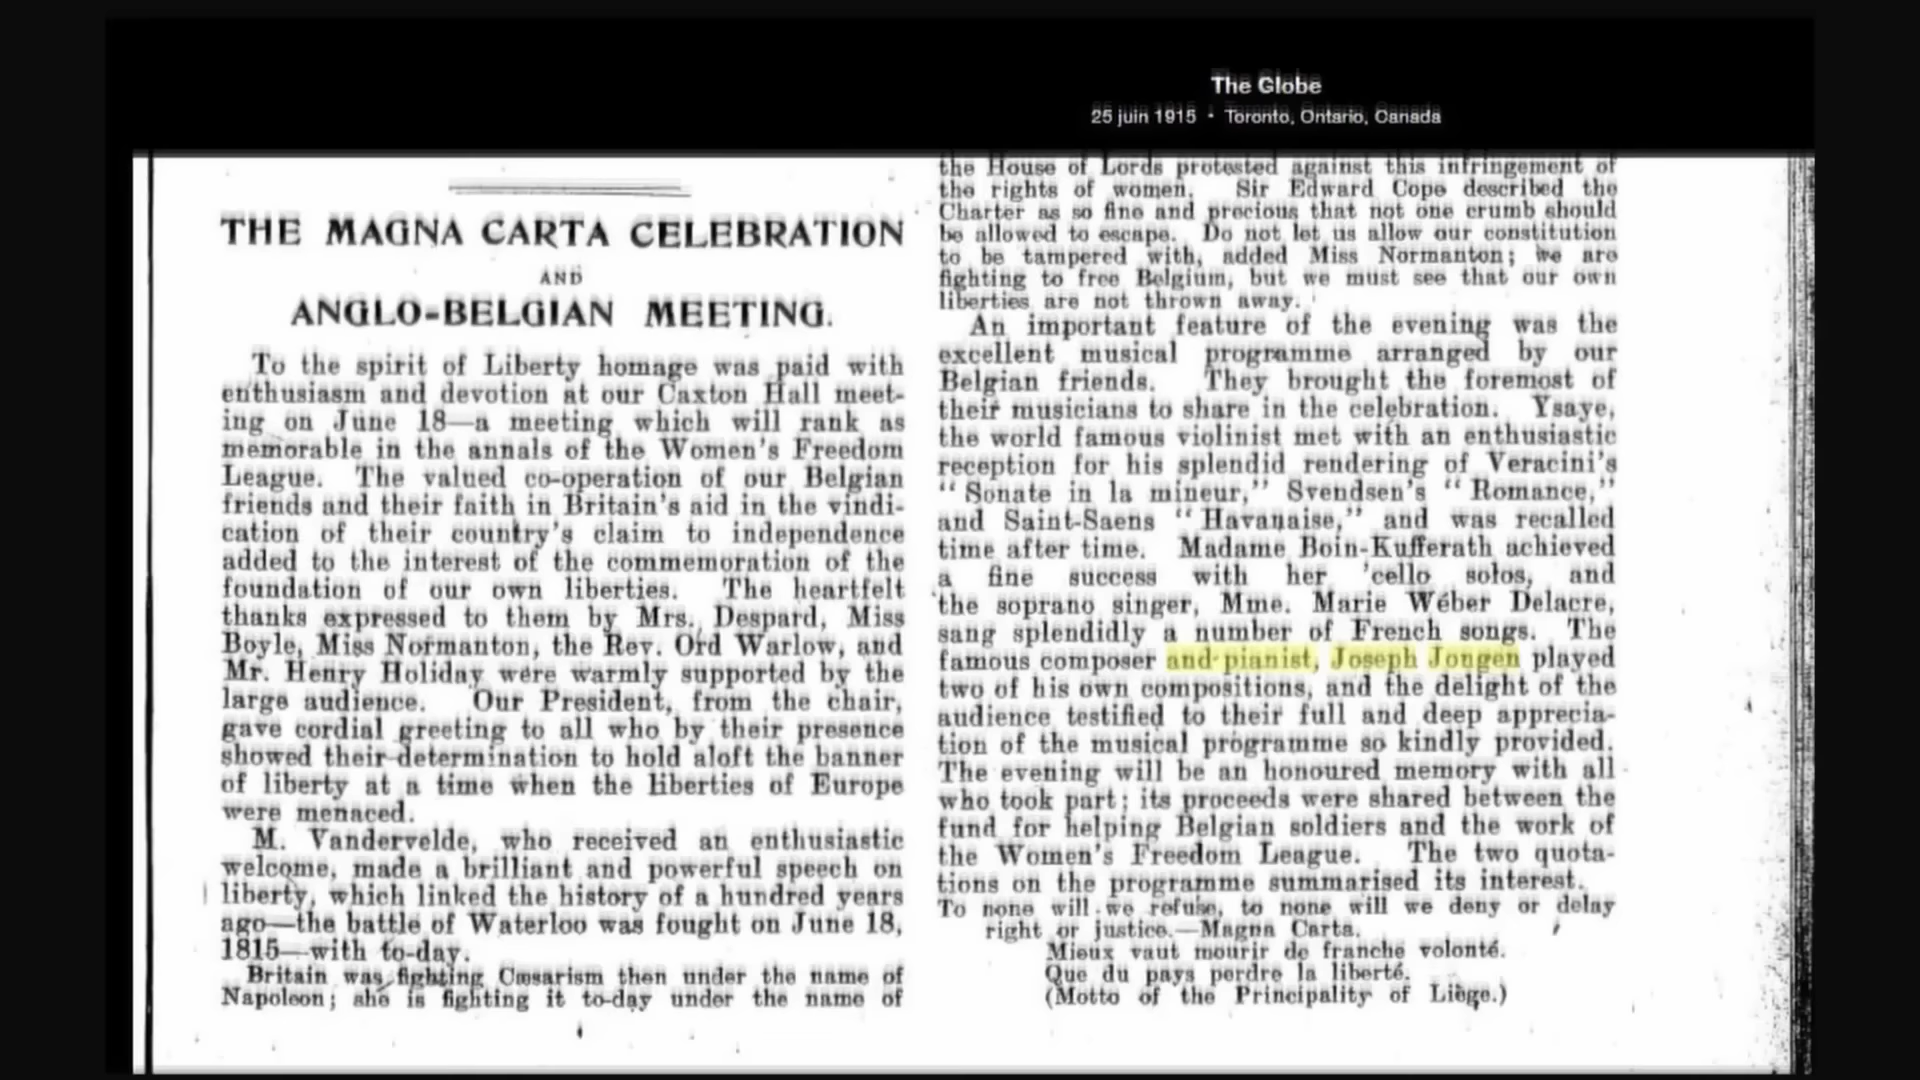 The Globe
25 juin 1915 • Toronto, Ontario, Canada
THE MAGNA CARTA CELEBRATION
AND
ANGLO-BELGIAN MEETING.
To the spirit of Liberty homage was paid with
enthusiasm and devotion at our Caxton Hall meet-
ing on June 18—a meeting which will rank as
memorable in the annals of the Women's Freedom
League. The valued co-operation of our Belgian
friends and their faith in Britain's aid in the vindi-
cation of their country's claim to independence
added to the interest of the commemoration of the
foundation of our own liberties. The heartfelt
thanks expressed to them by Mrs. Despard, Miss
Boyle, Miss Normanton, the Rev. Ord Warlow, and
Mr. Henry Holiday were warmly supported by the
large audience. Our President, from the chair,
gave cordial greeting to all who by their presence
showed their determination to hold aloft the banner
of liberty at a time when the liberties of Europe
were menaced.
M. Vandervelde, who received an enthusiastic
welcome, made a brilliant and powerful speech on
liberty, which linked the history of a hundred years
ago—the battle of Waterloo was fought on June 18,
1815—with to-day.
Britain was fighting Cæsarism then under the name of
Napoleon; she is fighting it to-day under the name of
the House of Lords protested against this infringement of
the rights of women. Sir Edward Cope described the
Charter as so fine and precious that not one crumb should
be allowed to escape. Do not let us allow our constitution
to be tampered with, added Miss Normanton; we are
fighting to free Belgium, but we must see that our own
liberties are not thrown away.
An important feature of the evening was the
excellent musical programme arranged by our
Belgian friends. They brought the foremost of
their musicians to share in the celebration. Ysaye,
the world famous violinist met with an enthusiastic
reception for his splendid rendering of Veracini's
"Sonate in la mineur," Svendsen's "Romance,"
and Saint-Saens "Havanaise," and was recalled
time after time. Madame Boin-Kufferath achieved
a fine success with her 'cello solos, and
the soprano singer, Mme. Marie Wéber Delacre,
sang splendidly a number of French songs. The
famous composer and pianist, Joseph Jongen played
two of his own compositions, and the delight of the
audience testified to their full and deep apprecia-
tion of the musical programme so kindly provided.
The evening will be an honoured memory with all
who took part; its proceeds were shared between the
fund for helping Belgian soldiers and the work of
the Women's Freedom League. The two quota-
tions on the programme summarised its interest.
To none will we refuse, to none will we deny or delay
right or justice.—Magna Carta.
Mieux vaut mourir de franche volonté.
Que du pays perdre la liberté.
(Motto of the Principality of Liège.)